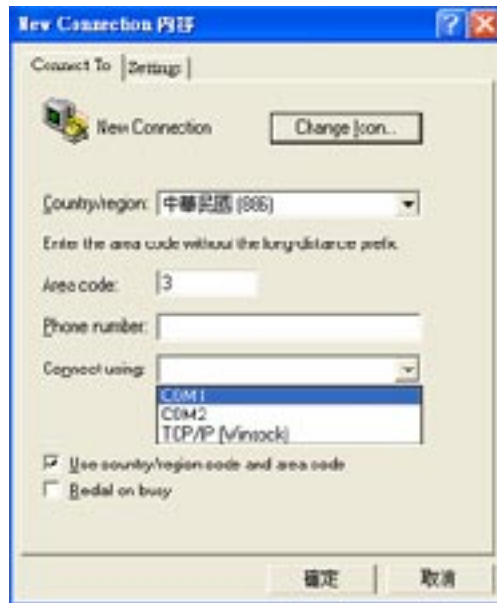 New Connection 內容
Connect To Settings
New Connection Change Icon...
Country/region: 中華民國 (886)
Enter the area code without the long-distance prefix.
Area code: 3
Phone number:
Connect using:
COM1
COM2
TCP/IP (Winsock)
Use country/region code and area code
Redial on busy
確定 取消